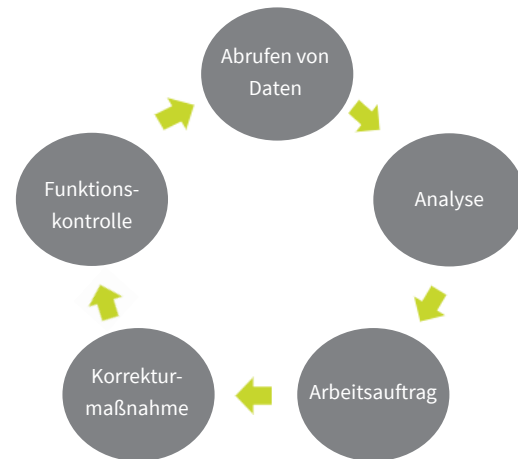 Abrufen von
Daten
Analyse
Arbeitsauftrag
Korrektur-
maßnahme
Funktions-
kontrolle